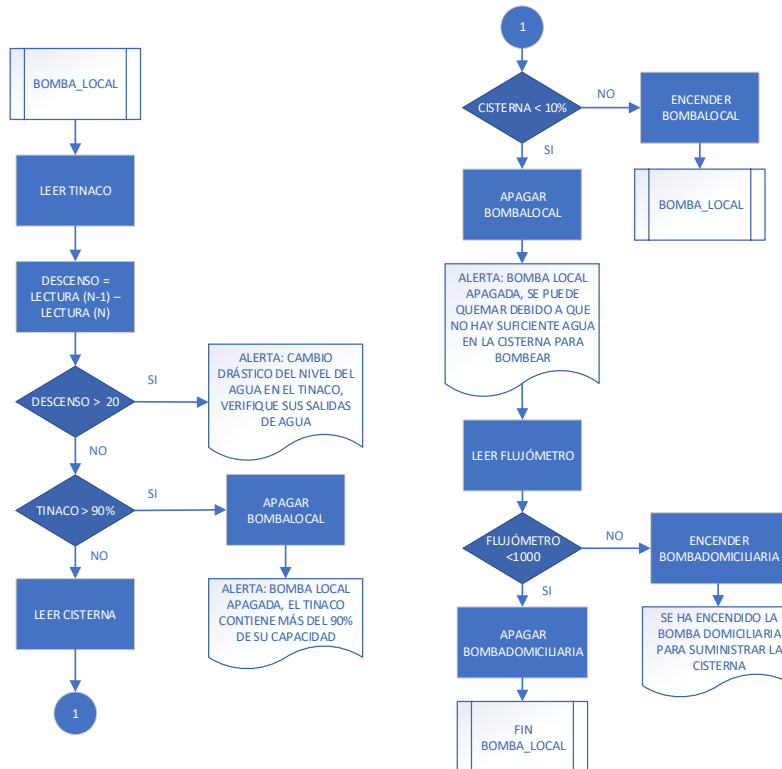 BOMBA_LOCAL
LEER TINACO
DESCENSO =
LECTURA (N-1) –
LECTURA (N)
DESCENSO > 20
SI
ALERTA: CAMBIO
DRÁSTICO DEL NIVEL DEL
AGUA EN EL TINACO,
VERIFIQUE SUS SALIDAS
DE AGUA
NO
TINACO > 90%
SI
APAGAR
BOMBALOCAL
ALERTA: BOMBA LOCAL
APAGADA, EL TINACO
CONTIENE MÁS DEL 90%
DE SU CAPACIDAD
NO
LEER CISTERNA
1
1
CISTERNA < 10%
NO
ENCENDER
BOMBALOCAL
BOMBA_LOCAL
SI
APAGAR
BOMBALOCAL
ALERTA: BOMBA LOCAL
APAGADA, SE PUEDE
QUEMAR DEBIDO A QUE
NO HAY SUFICIENTE AGUA
EN LA CISTERNA PARA
BOMBEAR
LEER FLUJÓMETRO
FLUJÓMETRO
<1000
NO
ENCENDER
BOMBADOMICILIARIA
SE HA ENCENDIDO LA
BOMBA DOMICILIARIA
PARA SUMINISTRAR LA
CISTERNA
SI
APAGAR
BOMBADOMICILIARIA
FIN
BOMBA_LOCAL